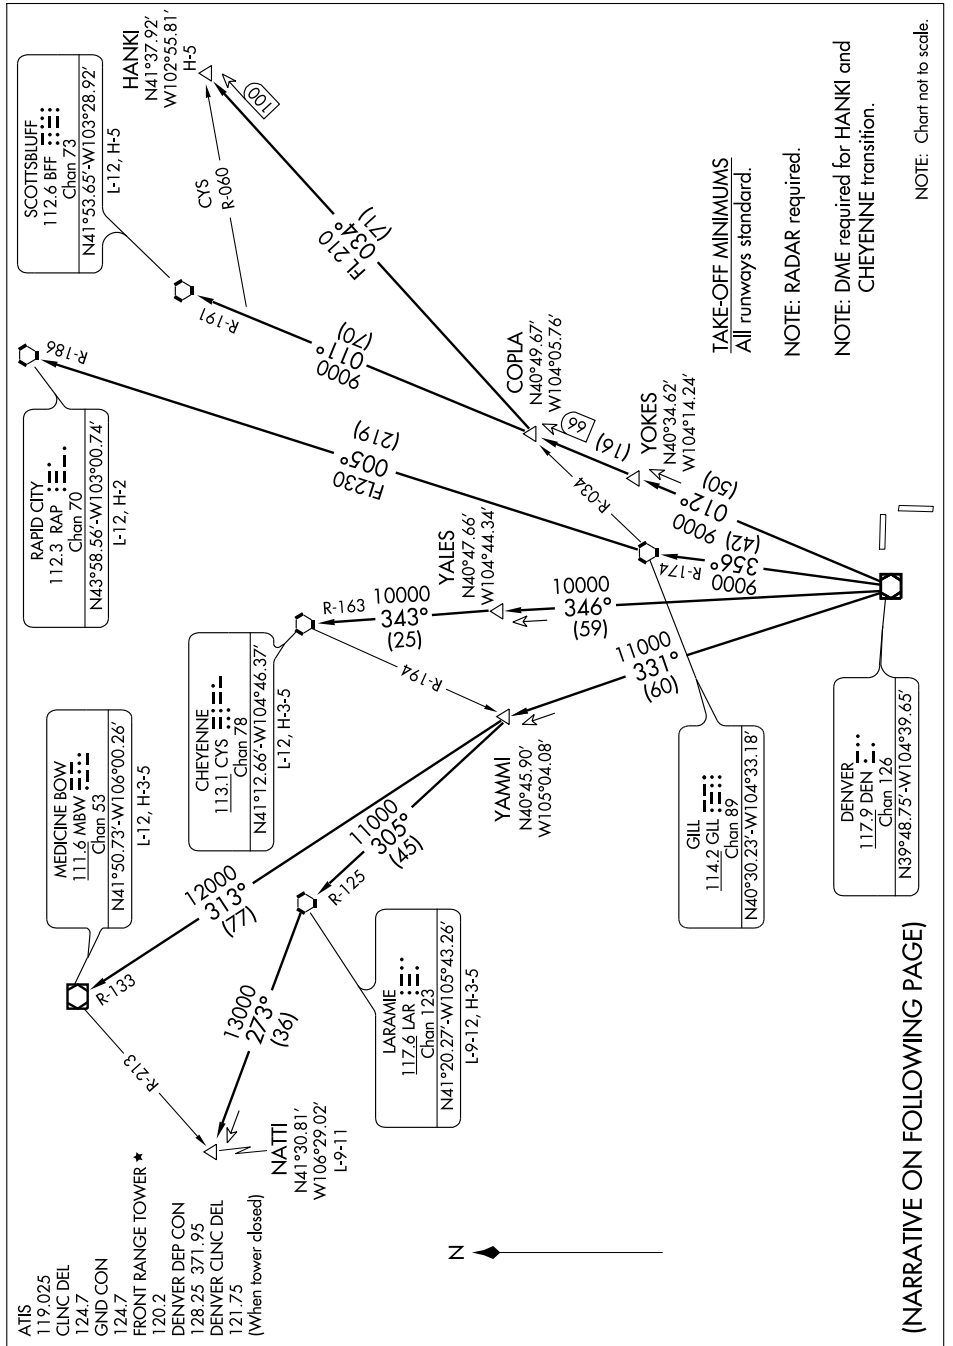 ATIS
119.025
CLNC DEL
124.7
GND CON
124.7
FRONT RANGE TOWER ★
120.2
DENVER DEP CON
128.25 371.95
DENVER CLNC DEL
121.75
(When tower closed)
SCOTTSBLUFF
112.6 BFF
Chan 73
N41°53.65'-W103°28.92'
L-12, H-5
HANKI
N41°37.92'
W102°55.81'
H-5
100
CYS
R-060
R-191
R-186
RAPID CITY
112.3 RAP
Chan 70
N43°58.56'-W103°00.74'
L-12, H-2
FL210
034°
(71)
9000
011°
(70)
FL230
005°
(219)
COPLA
N40°49.67'
W104°05.76'
66
(16)
YOKES
N40°34.62'
W104°14.24'
R-034
9000
012°
(50)
9000
356°
(42)
R-174
YALES
N40°47.66'
W104°44.34'
R-163
10000
343°
(25)
10000
346°
(59)
CHEYENNE
113.1 CYS
Chan 78
N41°12.66'-W104°46.37'
L-12, H-3-5
R-194
11000
331°
(60)
YAMMI
N40°45.90'
W105°04.08'
MEDICINE BOW
111.6 MBW
Chan 53
N41°50.73'-W106°00.26'
L-12, H-3-5
R-133
12000
313°
(77)
11000
305°
(45)
R-125
LARAMIE
117.6 LAR
Chan 123
N41°20.27'-W105°43.26'
L-9-12, H-3-5
13000
273°
(36)
R-213
NATTI
N41°30.81'
W106°29.02'
L-9-11
GILL
114.2 GLL
Chan 89
N40°30.23'-W104°33.18'
DENVER
117.9 DEN
Chan 126
N39°48.75'-W104°39.65'
N
TAKE-OFF MINIMUMS
All runways standard.
NOTE: RADAR required.
NOTE: DME required for HANKI and
CHEYENNE transition.
NOTE: Chart not to scale.
(NARRATIVE ON FOLLOWING PAGE)